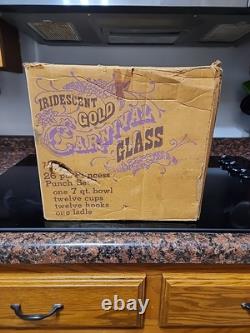 IRIDESCENT
GOLD
CARNIVAL
GLASS
26 pc Princess
Punch Set
one 7 qt. bowl
twelve cups
twelve hooks
one ladle